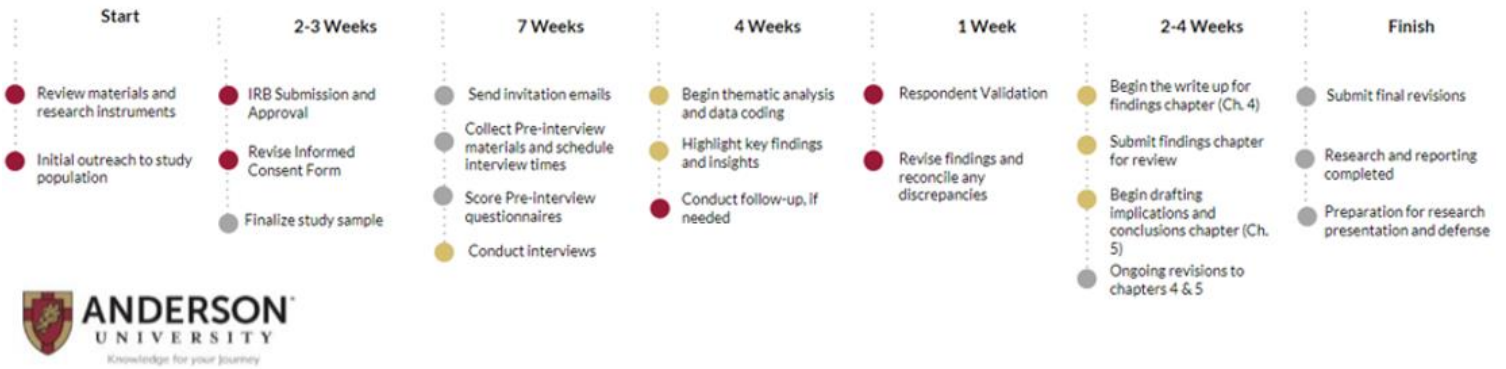 Start
Review materials and
research instruments
Initial outreach to study
population
2-3 Weeks
IRB Submission and
Approval
Revise Informed
Consent Form
Finalize study sample
7 Weeks
Send invitation emails
Collect Pre-interview
materials and schedule
interview times
Score Pre-interview
questionnaires
Conduct interviews
4 Weeks
Begin thematic analysis
and data coding
Highlight key findings
and insights
Conduct follow-up, if
needed
1 Week
Respondent Validation
Revise findings and
reconcile any
discrepancies
2-4 Weeks
Begin the write up for
findings chapter (Ch. 4)
Submit findings chapter
for review
Begin drafting
implications and
conclusions chapter (Ch.
5)
Ongoing revisions to
chapters 4 & 5
Finish
Submit final revisions
Research and reporting
completed
Preparation for research
presentation and defense
ANDERSON
UNIVERSITY
Knowledge for your Journey